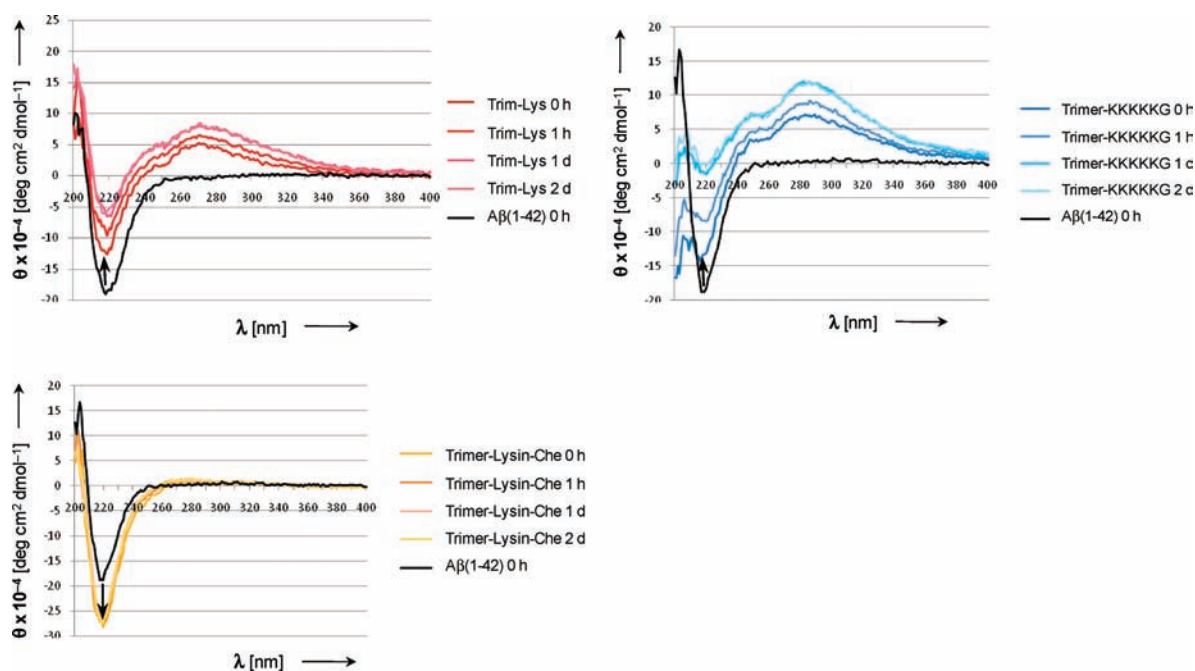 θ x 10⁻⁴ [deg cm² dmol⁻¹]
25
20
15
10
5
0
-5
-10
-15
-20
200 220 240 260 280 300 320 340 360 380 400
λ [nm]
Trim-Lys 0 h
Trim-Lys 1 h
Trim-Lys 1 d
Trim-Lys 2 d
Aβ(1-42) 0 h
θ x 10⁻⁴ [deg cm² dmol⁻¹]
20
15
10
5
0
-5
-10
-15
-20
200 220 240 260 280 300 320 340 360 380 400
λ [nm]
Trimer-KKKKKG 0 h
Trimer-KKKKKG 1 h
Trimer-KKKKKG 1 d
Trimer-KKKKKG 2 d
Aβ(1-42) 0 h
θ x 10⁻⁴ [deg cm² dmol⁻¹]
20
15
10
5
0
-5
-10
-15
-20
-25
-30
200 220 240 260 280 300 320 340 360 380 400
λ [nm]
Trimer-Lysin-Che 0 h
Trimer-Lysin-Che 1 h
Trimer-Lysin-Che 1 d
Trimer-Lysin-Che 2 d
Aβ(1-42) 0 h